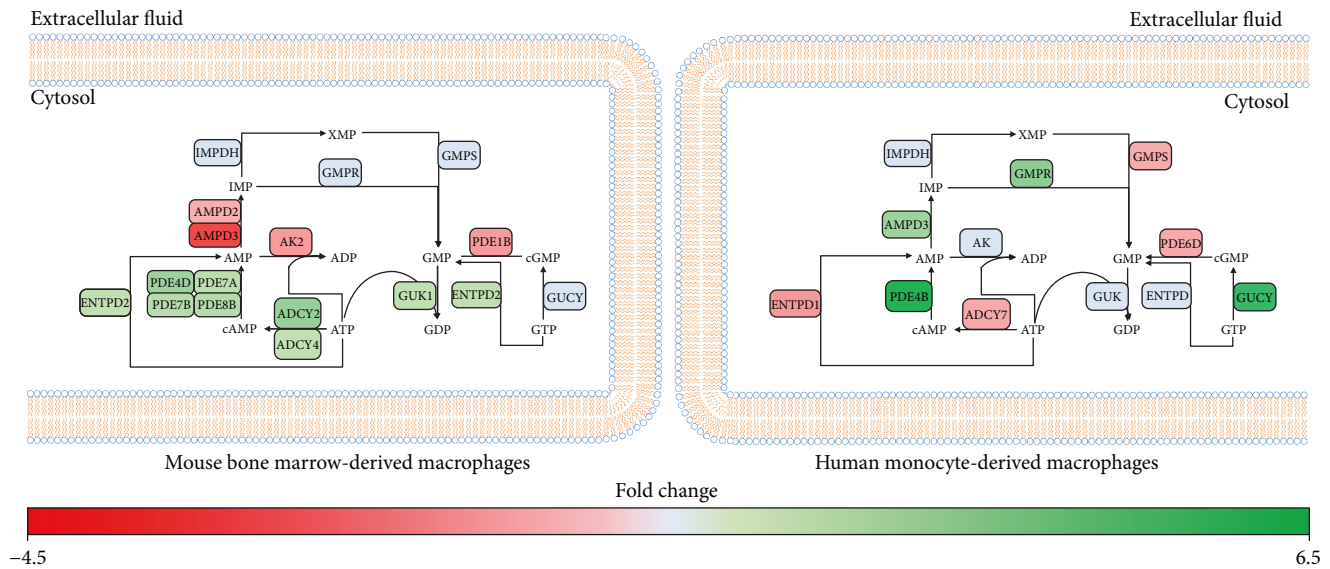 Extracellular fluid
Extracellular fluid
Cytosol
Cytosol
XMP
IMPDH
GMPS
GMPR
IMP
AMPD2
AMPD3
AK2
PDE1B
AMP
ADP
GMP
cGMP
PDE4D
PDE7A
ENTPD2
PDE7B
PDE8B
GUK1
ENTPD2
GUCY
ADCY2
cAMP
ATP
GDP
GTP
ADCY4
XMP
IMPDH
GMPS
GMPR
IMP
AMPD3
AK
PDE6D
AMP
ADP
GMP
cGMP
ENTPD1
PDE4B
GUK
ENTPD
GUCY
ADCY7
cAMP
ATP
GDP
GTP
Mouse bone marrow-derived macrophages
Human monocyte-derived macrophages
Fold change
−4.5
6.5